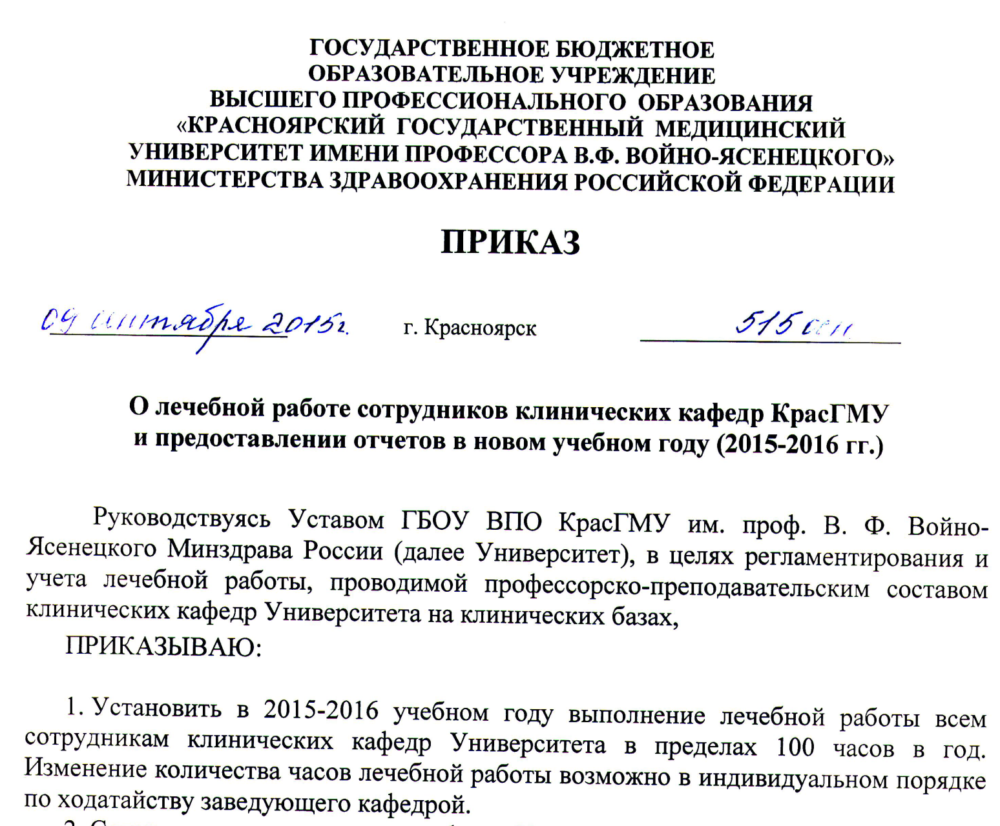 ГОСУДАРСТВЕННОЕ БЮДЖЕТНОЕ
ОБРАЗОВАТЕЛЬНОЕ УЧРЕЖДЕНИЕ
ВЫСШЕГО ПРОФЕССИОНАЛЬНОГО ОБРАЗОВАНИЯ
«КРАСНОЯРСКИЙ ГОСУДАРСТВЕННЫЙ МЕДИЦИНСКИЙ
УНИВЕРСИТЕТ ИМЕНИ ПРОФЕССОРА В.Ф. ВОЙНО-ЯСЕНЕЦКОГО»
МИНИСТЕРСТВА ЗДРАВООХРАНЕНИЯ РОССИЙСКОЙ ФЕДЕРАЦИИ
ПРИКАЗ
09 сентября 2015г. г. Красноярск 515 осн
О лечебной работе сотрудников клинических кафедр КрасГМУ
и предоставлении отчетов в новом учебном году (2015-2016 гг.)
Руководствуясь Уставом ГБОУ ВПО КрасГМУ им. проф. В. Ф. Войно-
Ясенецкого Минздрава России (далее Университет), в целях регламентирования и
учета лечебной работы, проводимой профессорско-преподавательским составом
клинических кафедр Университета на клинических базах,
ПРИКАЗЫВАЮ:
1. Установить в 2015-2016 учебном году выполнение лечебной работы всем
сотрудникам клинических кафедр Университета в пределах 100 часов в год.
Изменение количества часов лечебной работы возможно в индивидуальном порядке
по ходатайству заведующего кафедрой.